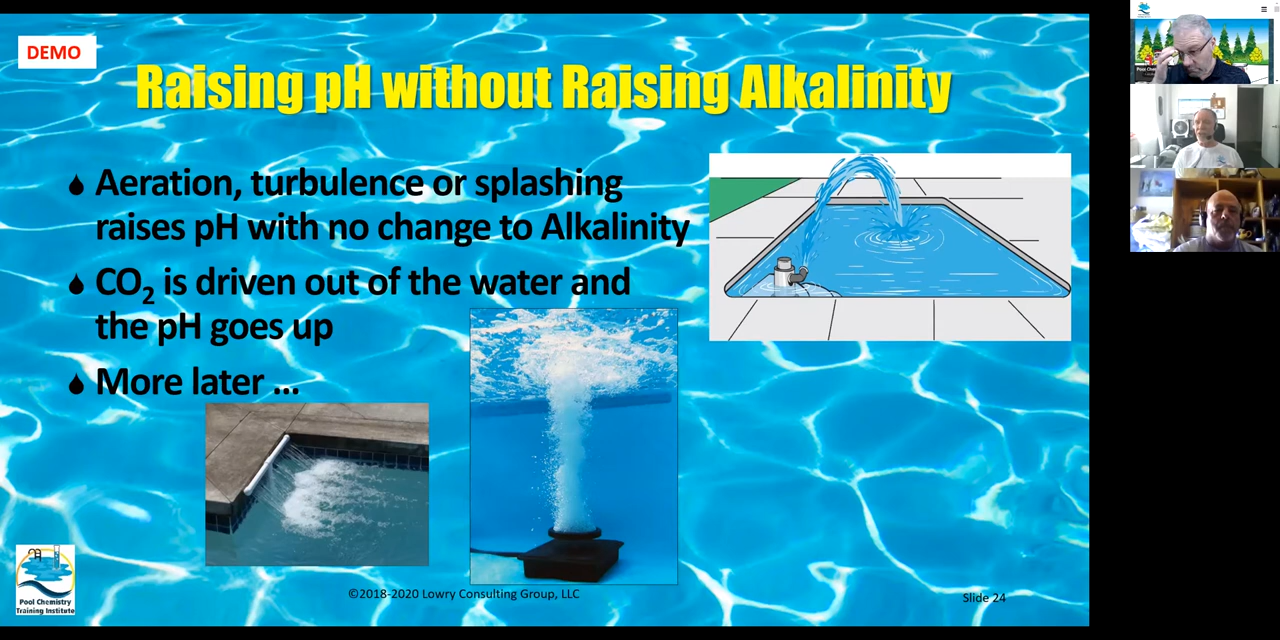 DEMO
Raising pH without Raising Alkalinity
Aeration, turbulence or splashing
raises pH with no change to Alkalinity
CO₂ is driven out of the water and
the pH goes up
More later ...
Pool Chemistry
Training Institute
©2018-2020 Lowry Consulting Group, LLC
Slide 24